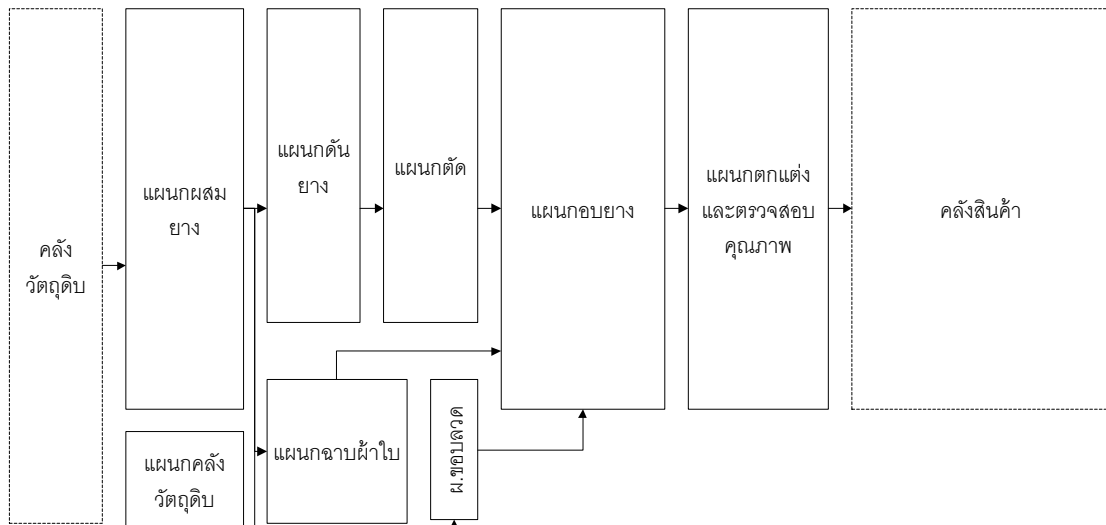 คลัง
วัตถุดิบ
แผนกผสม
ยาง
แผนกดัน
ยาง
แผนกตัด
แผนกอบยาง
แผนกตกแต่ง
และตรวจสอบ
คุณภาพ
คลังสินค้า
แผนกคลัง
วัตถุดิบ
แผนกฉาบผ้าใบ
ผ.ขอบลวด